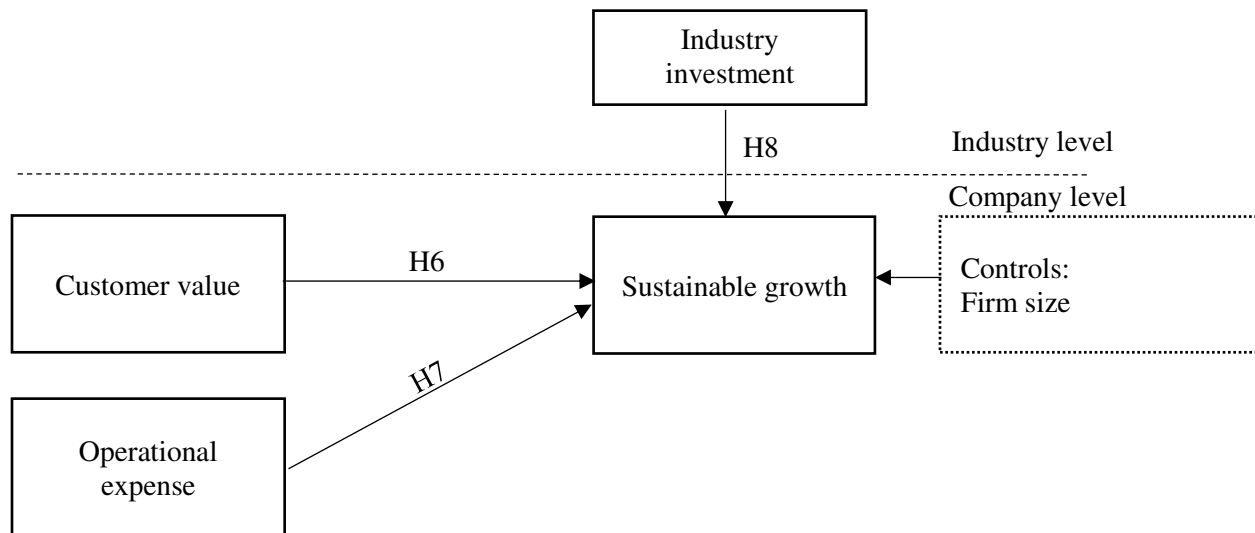 Industry
investment
H8
Industry level
Company level
Customer value
H6
Sustainable growth
Controls:
Firm size
H7
Operational
expense